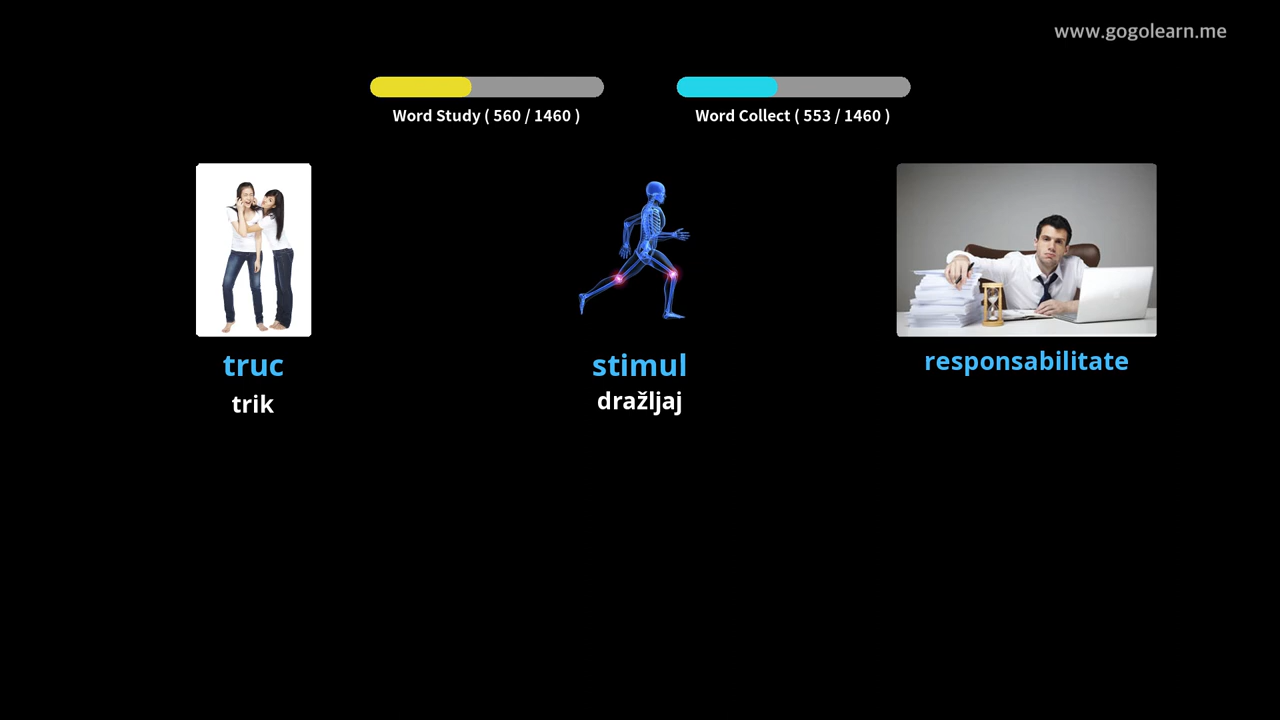 www.gogolearn.me
Word Study ( 560 / 1460 )
Word Collect ( 553 / 1460 )
truc
trik
stimul
dražljaj
responsabilitate